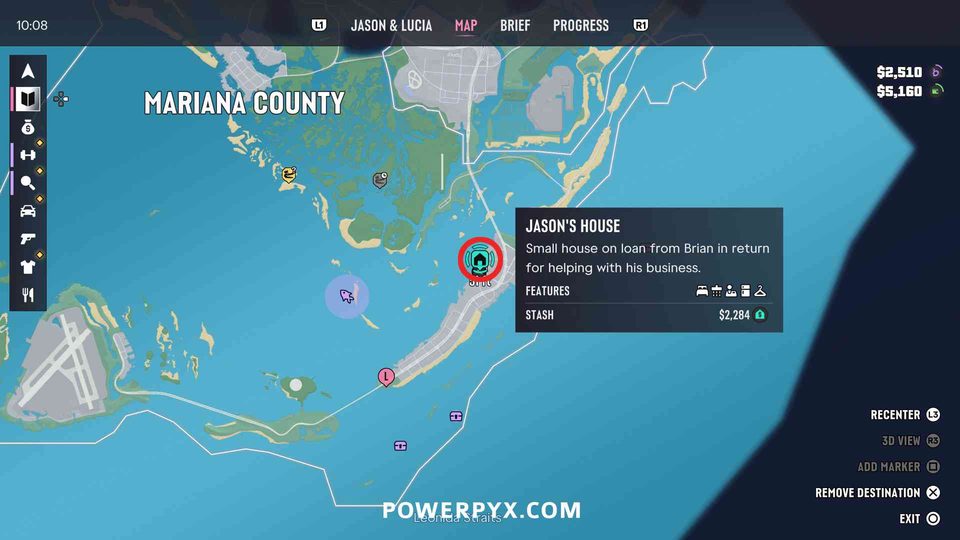 10:08
L1
JASON & LUCIA
MAP
BRIEF
PROGRESS
R1
$2,510
$5,160
MARIANA COUNTY
JASON'S HOUSE
Small house on loan from Brian in return
for helping with his business.
FEATURES
STASH
$2,284
L
RECENTER L3
3D VIEW R3
ADD MARKER
REMOVE DESTINATION
EXIT
POWERPYX.COM
Leonida Straits